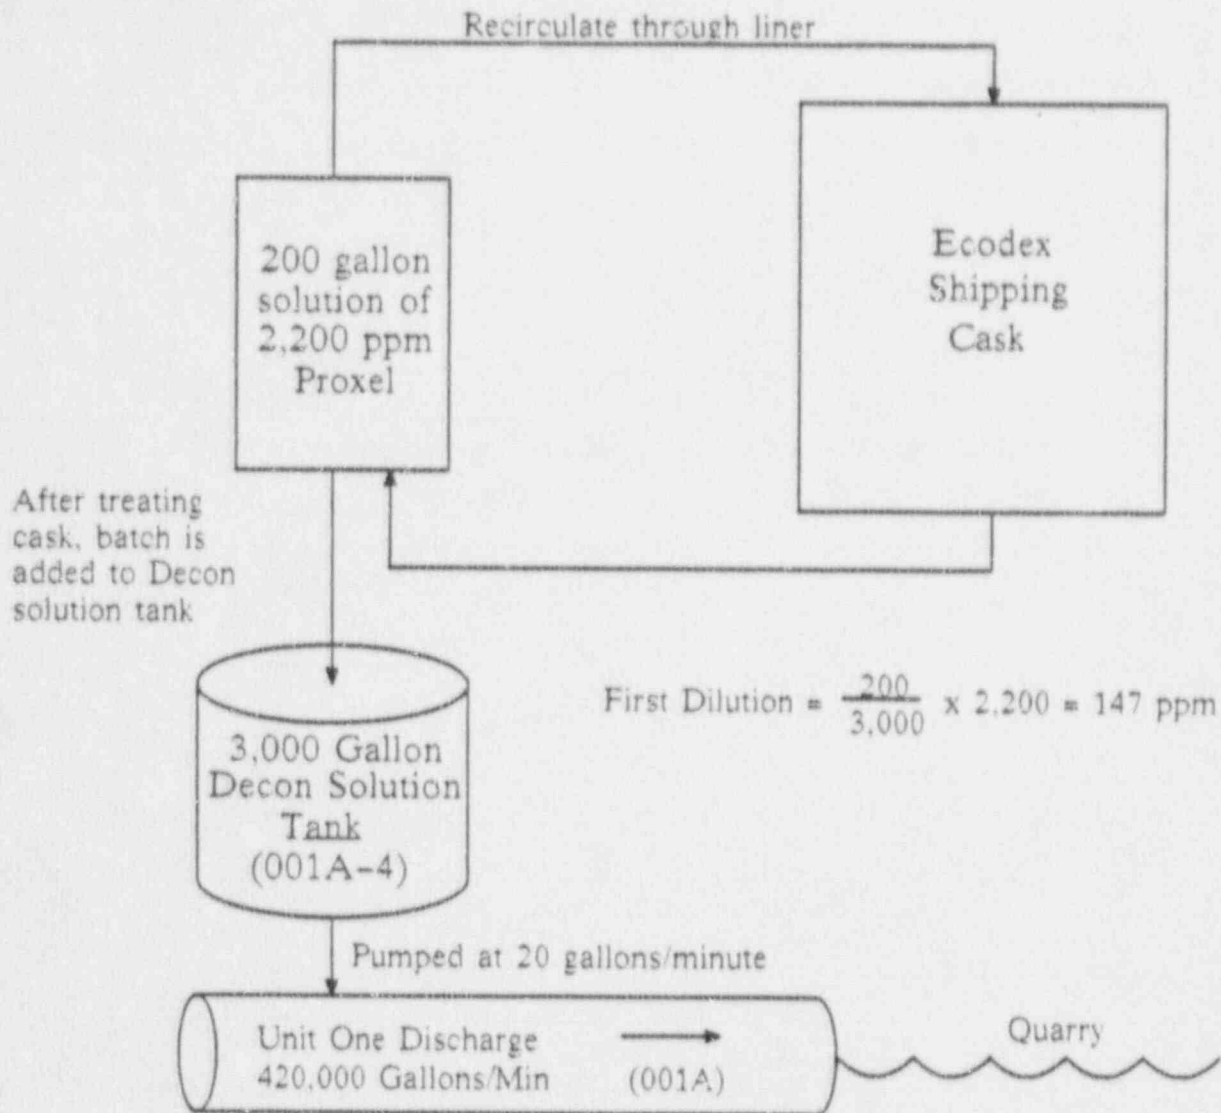 Recirculate through liner
200 gallon
solution of
2,200 ppm
Proxel
Ecodex
Shipping
Cask
After treating
cask, batch is
added to Decon
solution tank
First Dilution = 200/3,000 x 2,200 = 147 ppm
3,000 Gallon
Decon Solution
Tank
(001A-4)
Pumped at 20 gallons/minute
Unit One Discharge
420,000 Gallons/Min
(001A)
Quarry